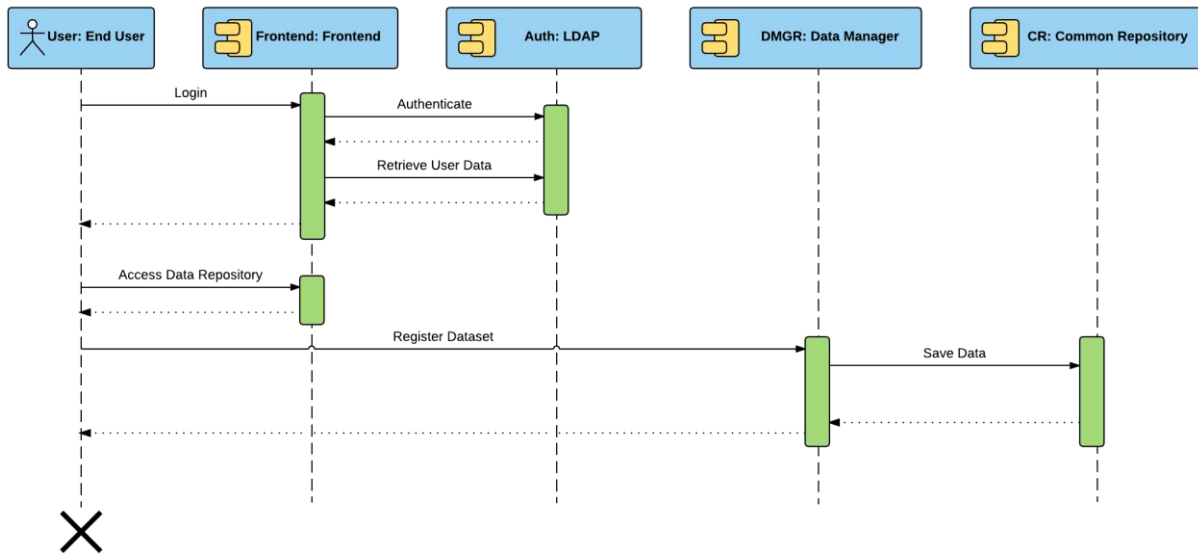 User: End User
Frontend: Frontend
Auth: LDAP
DMGR: Data Manager
CR: Common Repository
Login
Authenticate
Retrieve User Data
Access Data Repository
Register Dataset
Save Data